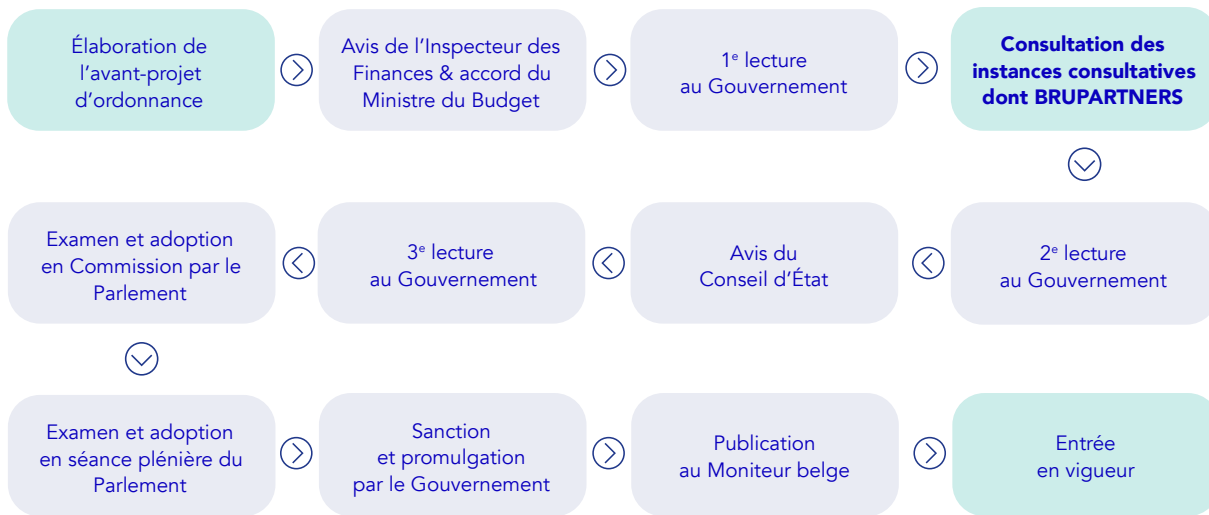 Élaboration de
l'avant-projet
d'ordonnance
Avis de l'Inspecteur des
Finances & accord du
Ministre du Budget
1e lecture
au Gouvernement
Consultation des
instances consultatives
dont BRUPARTNERS
Examen et adoption
en Commission par le
Parlement
3e lecture
au Gouvernement
Avis du
Conseil d'État
2e lecture
au Gouvernement
Examen et adoption
en séance plénière du
Parlement
Sanction
et promulgation
par le Gouvernement
Publication
au Moniteur belge
Entrée
en vigueur